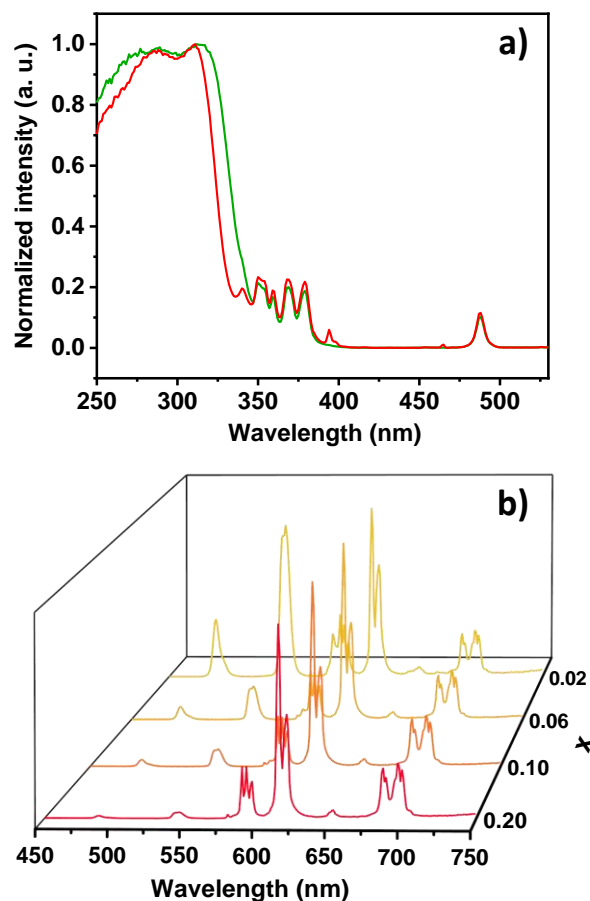 a)
Normalized intensity (a. u.)
1.0
0.8
0.6
0.4
0.2
0.0
250 300 350 400 450 500
Wavelength (nm)
b)
0.02
0.06
0.10
0.20
x
450 500 550 600 650 700 750
Wavelength (nm)